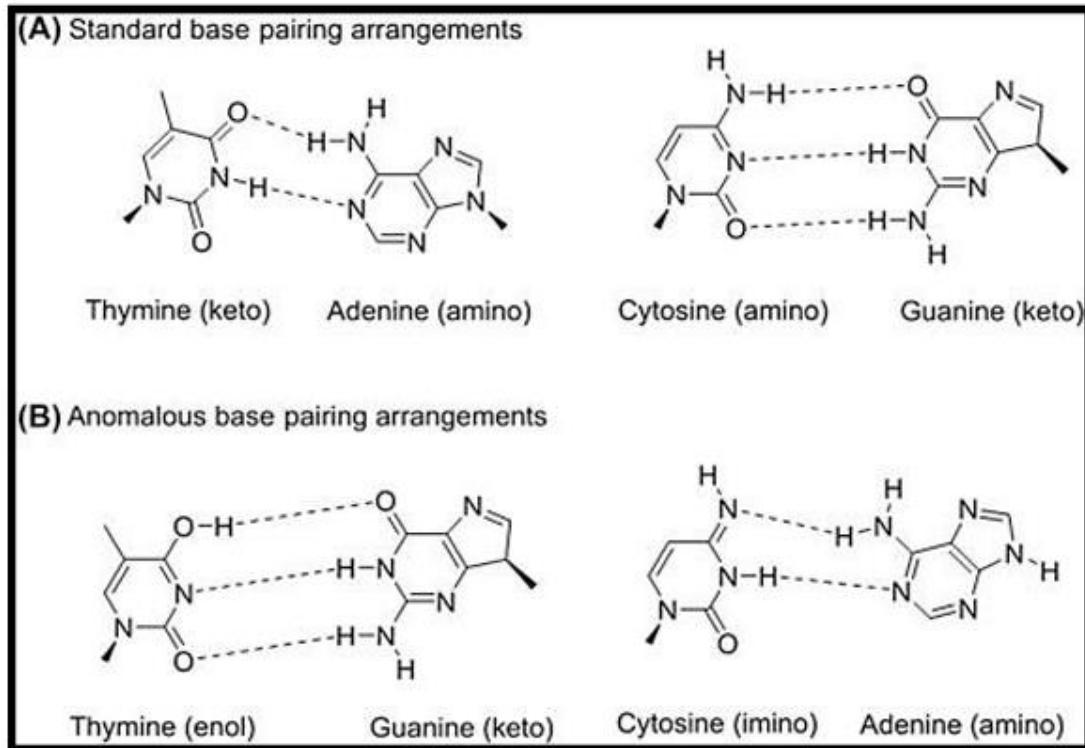 (A) Standard base pairing arrangements
H
O H N-H O N
H-N N
N-H N N H-N
N N N N N
O N O H-N
H
Thymine (keto) Adenine (amino) Cytosine (amino) Guanine (keto)
(B) Anomalous base pairing arrangements
H H
O-H O N N H-N N
N H-N N-H N
N N N N N H
O H-N O N
H
Thymine (enol) Guanine (keto) Cytosine (imino) Adenine (amino)